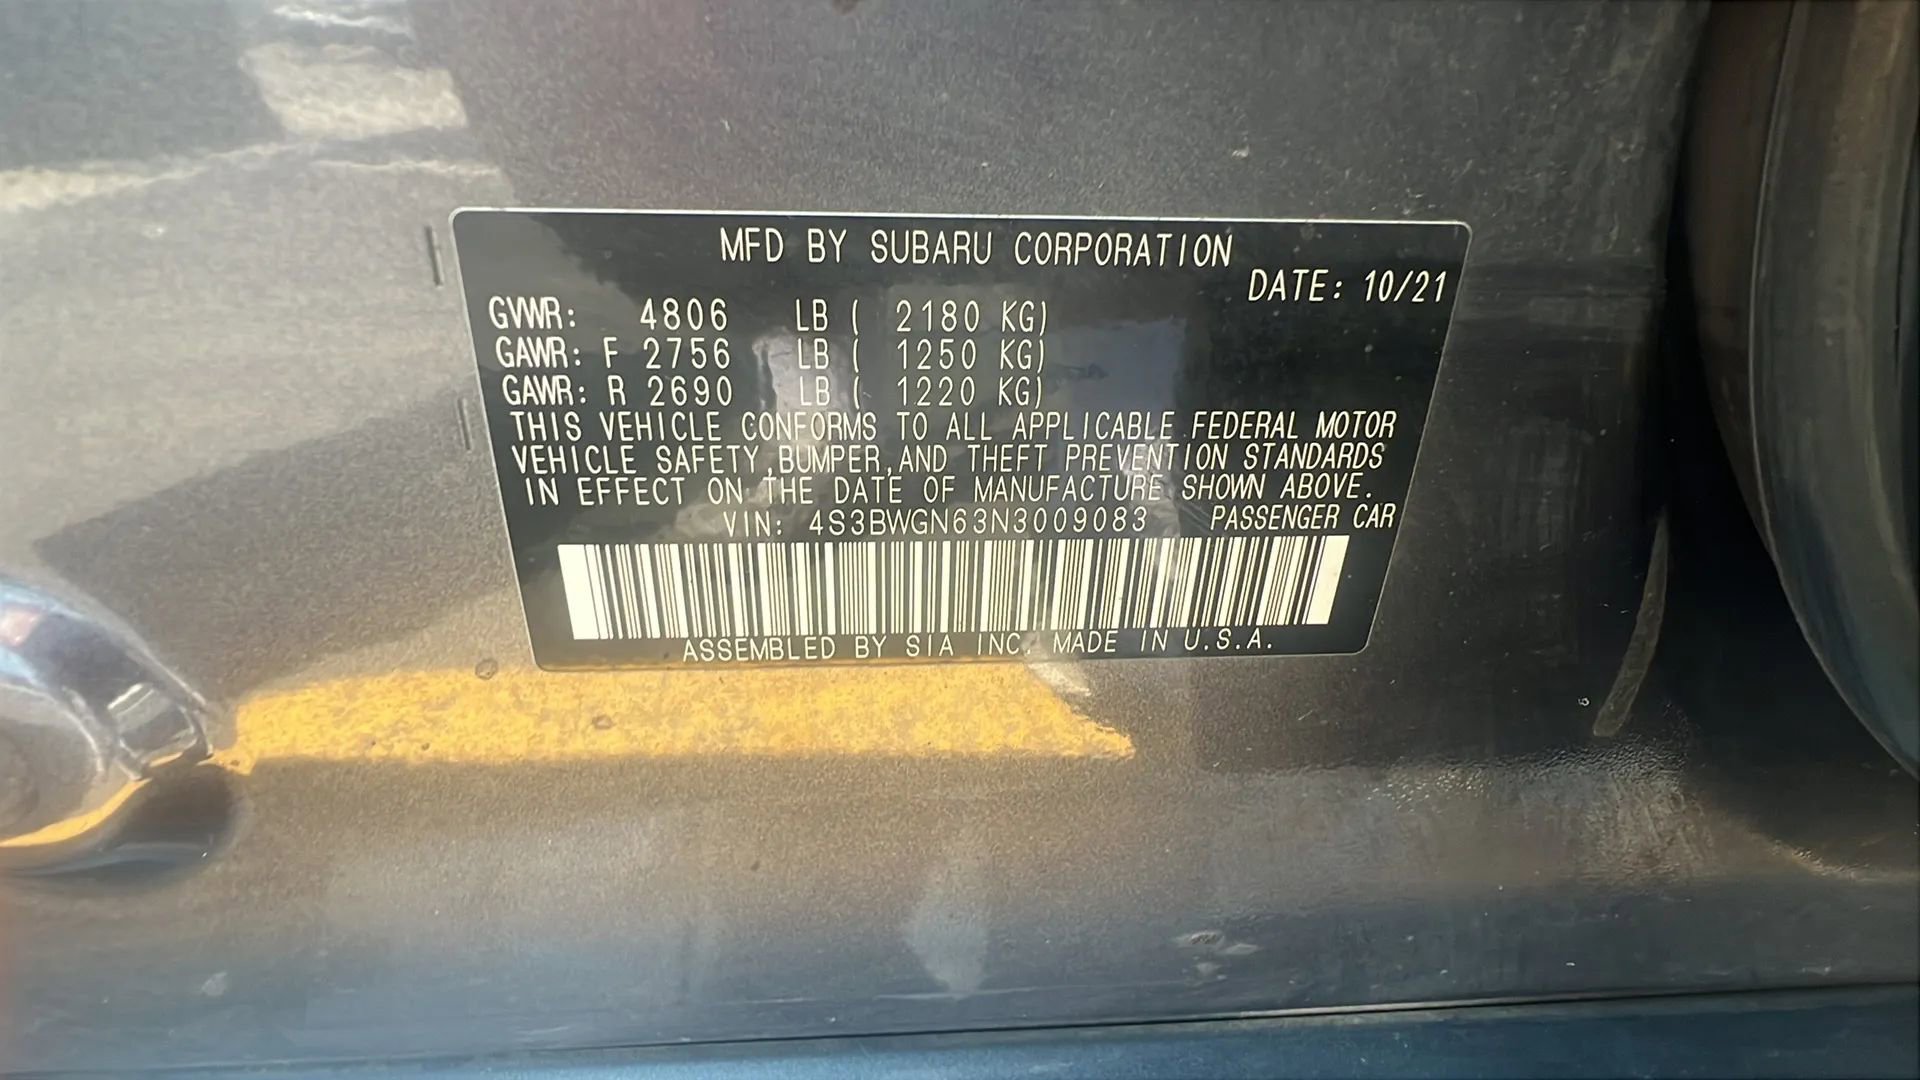 MFD BY SUBARU CORPORATION
DATE: 10/21
GVWR: 4806 LB ( 2180 KG)
GAWR: F 2756 LB ( 1250 KG)
GAWR: R 2690 LB ( 1220 KG)
THIS VEHICLE CONFORMS TO ALL APPLICABLE FEDERAL MOTOR
VEHICLE SAFETY,BUMPER,AND THEFT PREVENTION STANDARDS
IN EFFECT ON THE DATE OF MANUFACTURE SHOWN ABOVE.
VIN: 4S3BWGN63N3009083 PASSENGER CAR
ASSEMBLED BY SIA INC. MADE IN U.S.A.